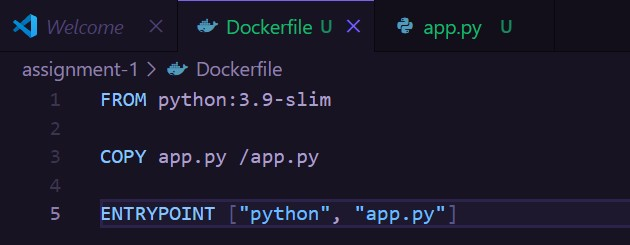 Welcome
Dockerfile U
app.py U
assignment-1 > Dockerfile
1 FROM python:3.9-slim
2
3 COPY app.py /app.py
4
5 ENTRYPOINT ["python", "app.py"]